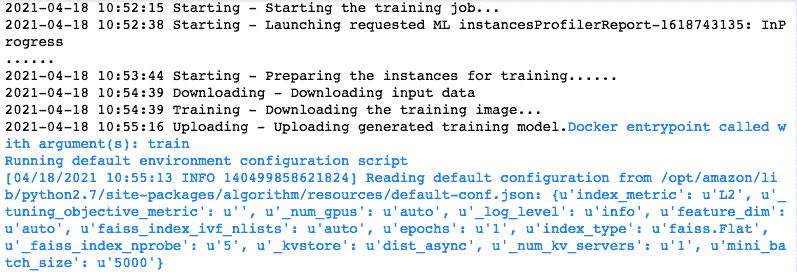 2021-04-18 10:52:15 Starting - Starting the training job...
2021-04-18 10:52:38 Starting - Launching requested ML instancesProfilerReport-1618743135: InP
rogress
......
2021-04-18 10:53:44 Starting - Preparing the instances for training......
2021-04-18 10:54:39 Downloading - Downloading input data
2021-04-18 10:54:39 Training - Downloading the training image...
2021-04-18 10:55:16 Uploading - Uploading generated training model.Docker entrypoint called w
ith argument(s): train
Running default environment configuration script
[04/18/2021 10:55:13 INFO 140499858621824] Reading default configuration from /opt/amazon/li
b/python2.7/site-packages/algorithm/resources/default-conf.json: {u'index_metric': u'L2', u'_
tuning_objective_metric': u'', u'_num_gpus': u'auto', u'_log_level': u'info', u'feature_dim':
u'auto', u'faiss_index_ivf_nlists': u'auto', u'epochs': u'1', u'index_type': u'faiss.Flat',
u'_faiss_index_nprobe': u'5', u'_kvstore': u'dist_async', u'_num_kv_servers': u'1', u'mini_ba
tch_size': u'5000'}